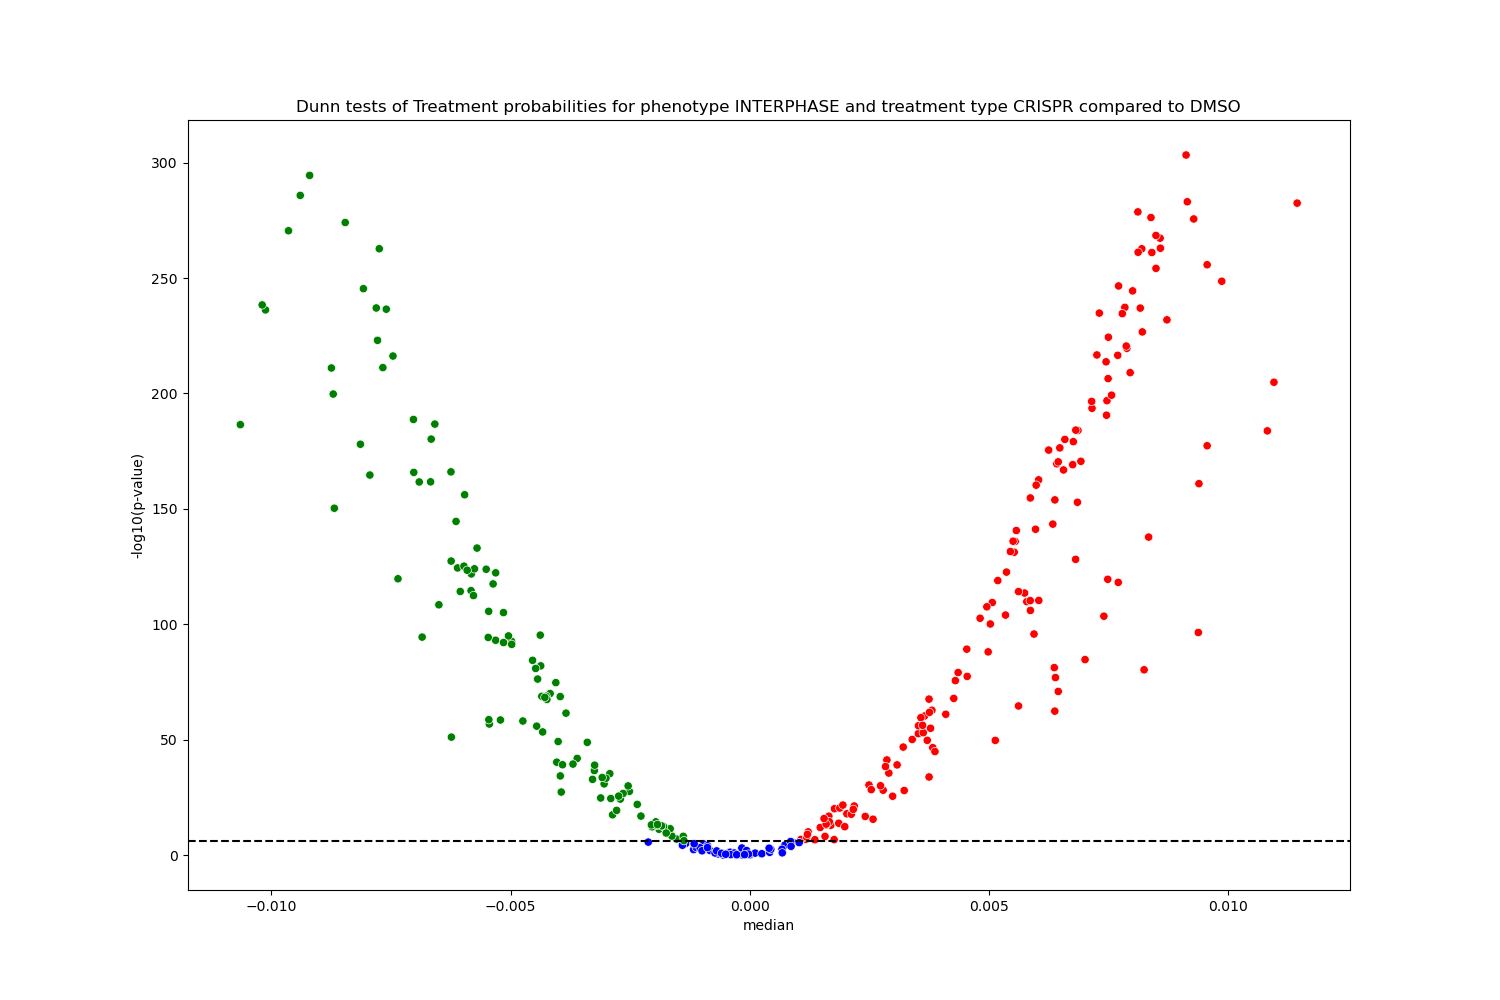 Dunn tests of Treatment probabilities for phenotype INTERPHASE and treatment type CRISPR compared to DMSO
300
250
200
150
100
50
0
-log10(p-value)
−0.010 −0.005 0.000 0.005 0.010
median